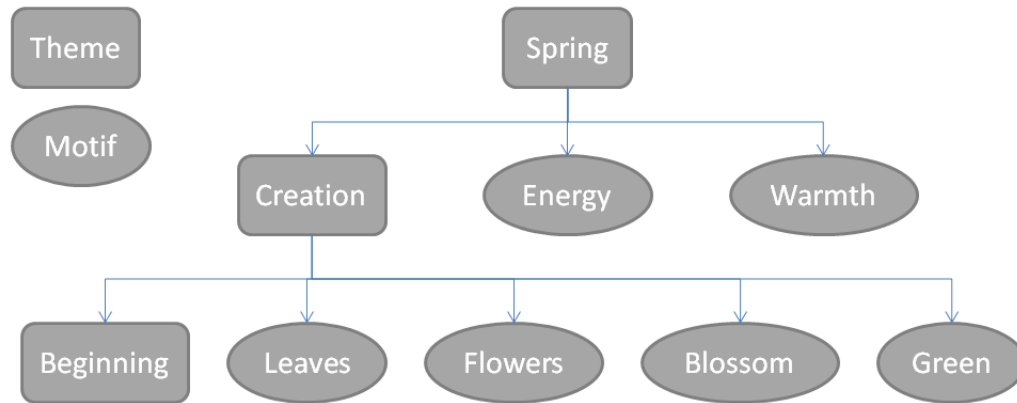 Theme
Spring
Motif
Creation
Energy
Warmth
Beginning
Leaves
Flowers
Blossom
Green